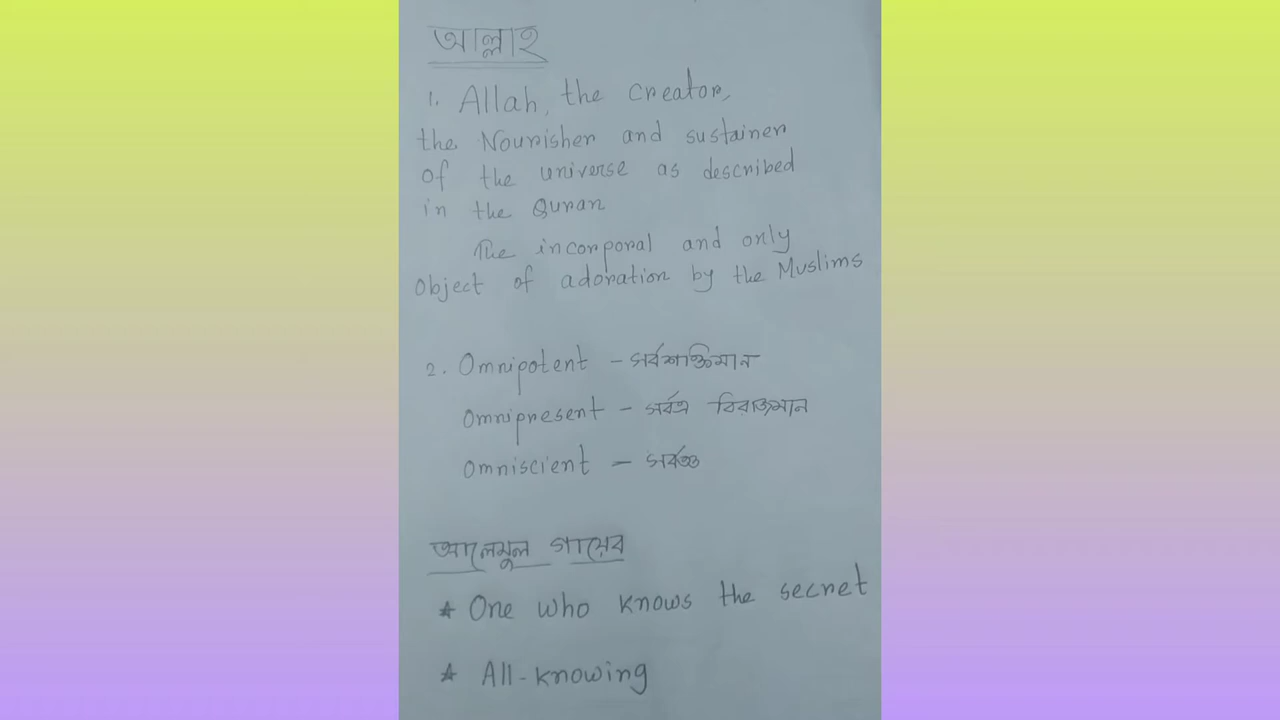 আল্লাহ
1. Allah, the creator,
the Nourisher and sustainer
of the universe as described
in the Quran
The incorporal and only
object of adoration by the Muslims
2. Omnipotent - সর্বশক্তিমান
Omnipresent - সর্বত্র বিরাজমান
Omniscient - সর্বজ্ঞ
আলেমুল গায়েব
* One who knows the secret
* All-knowing